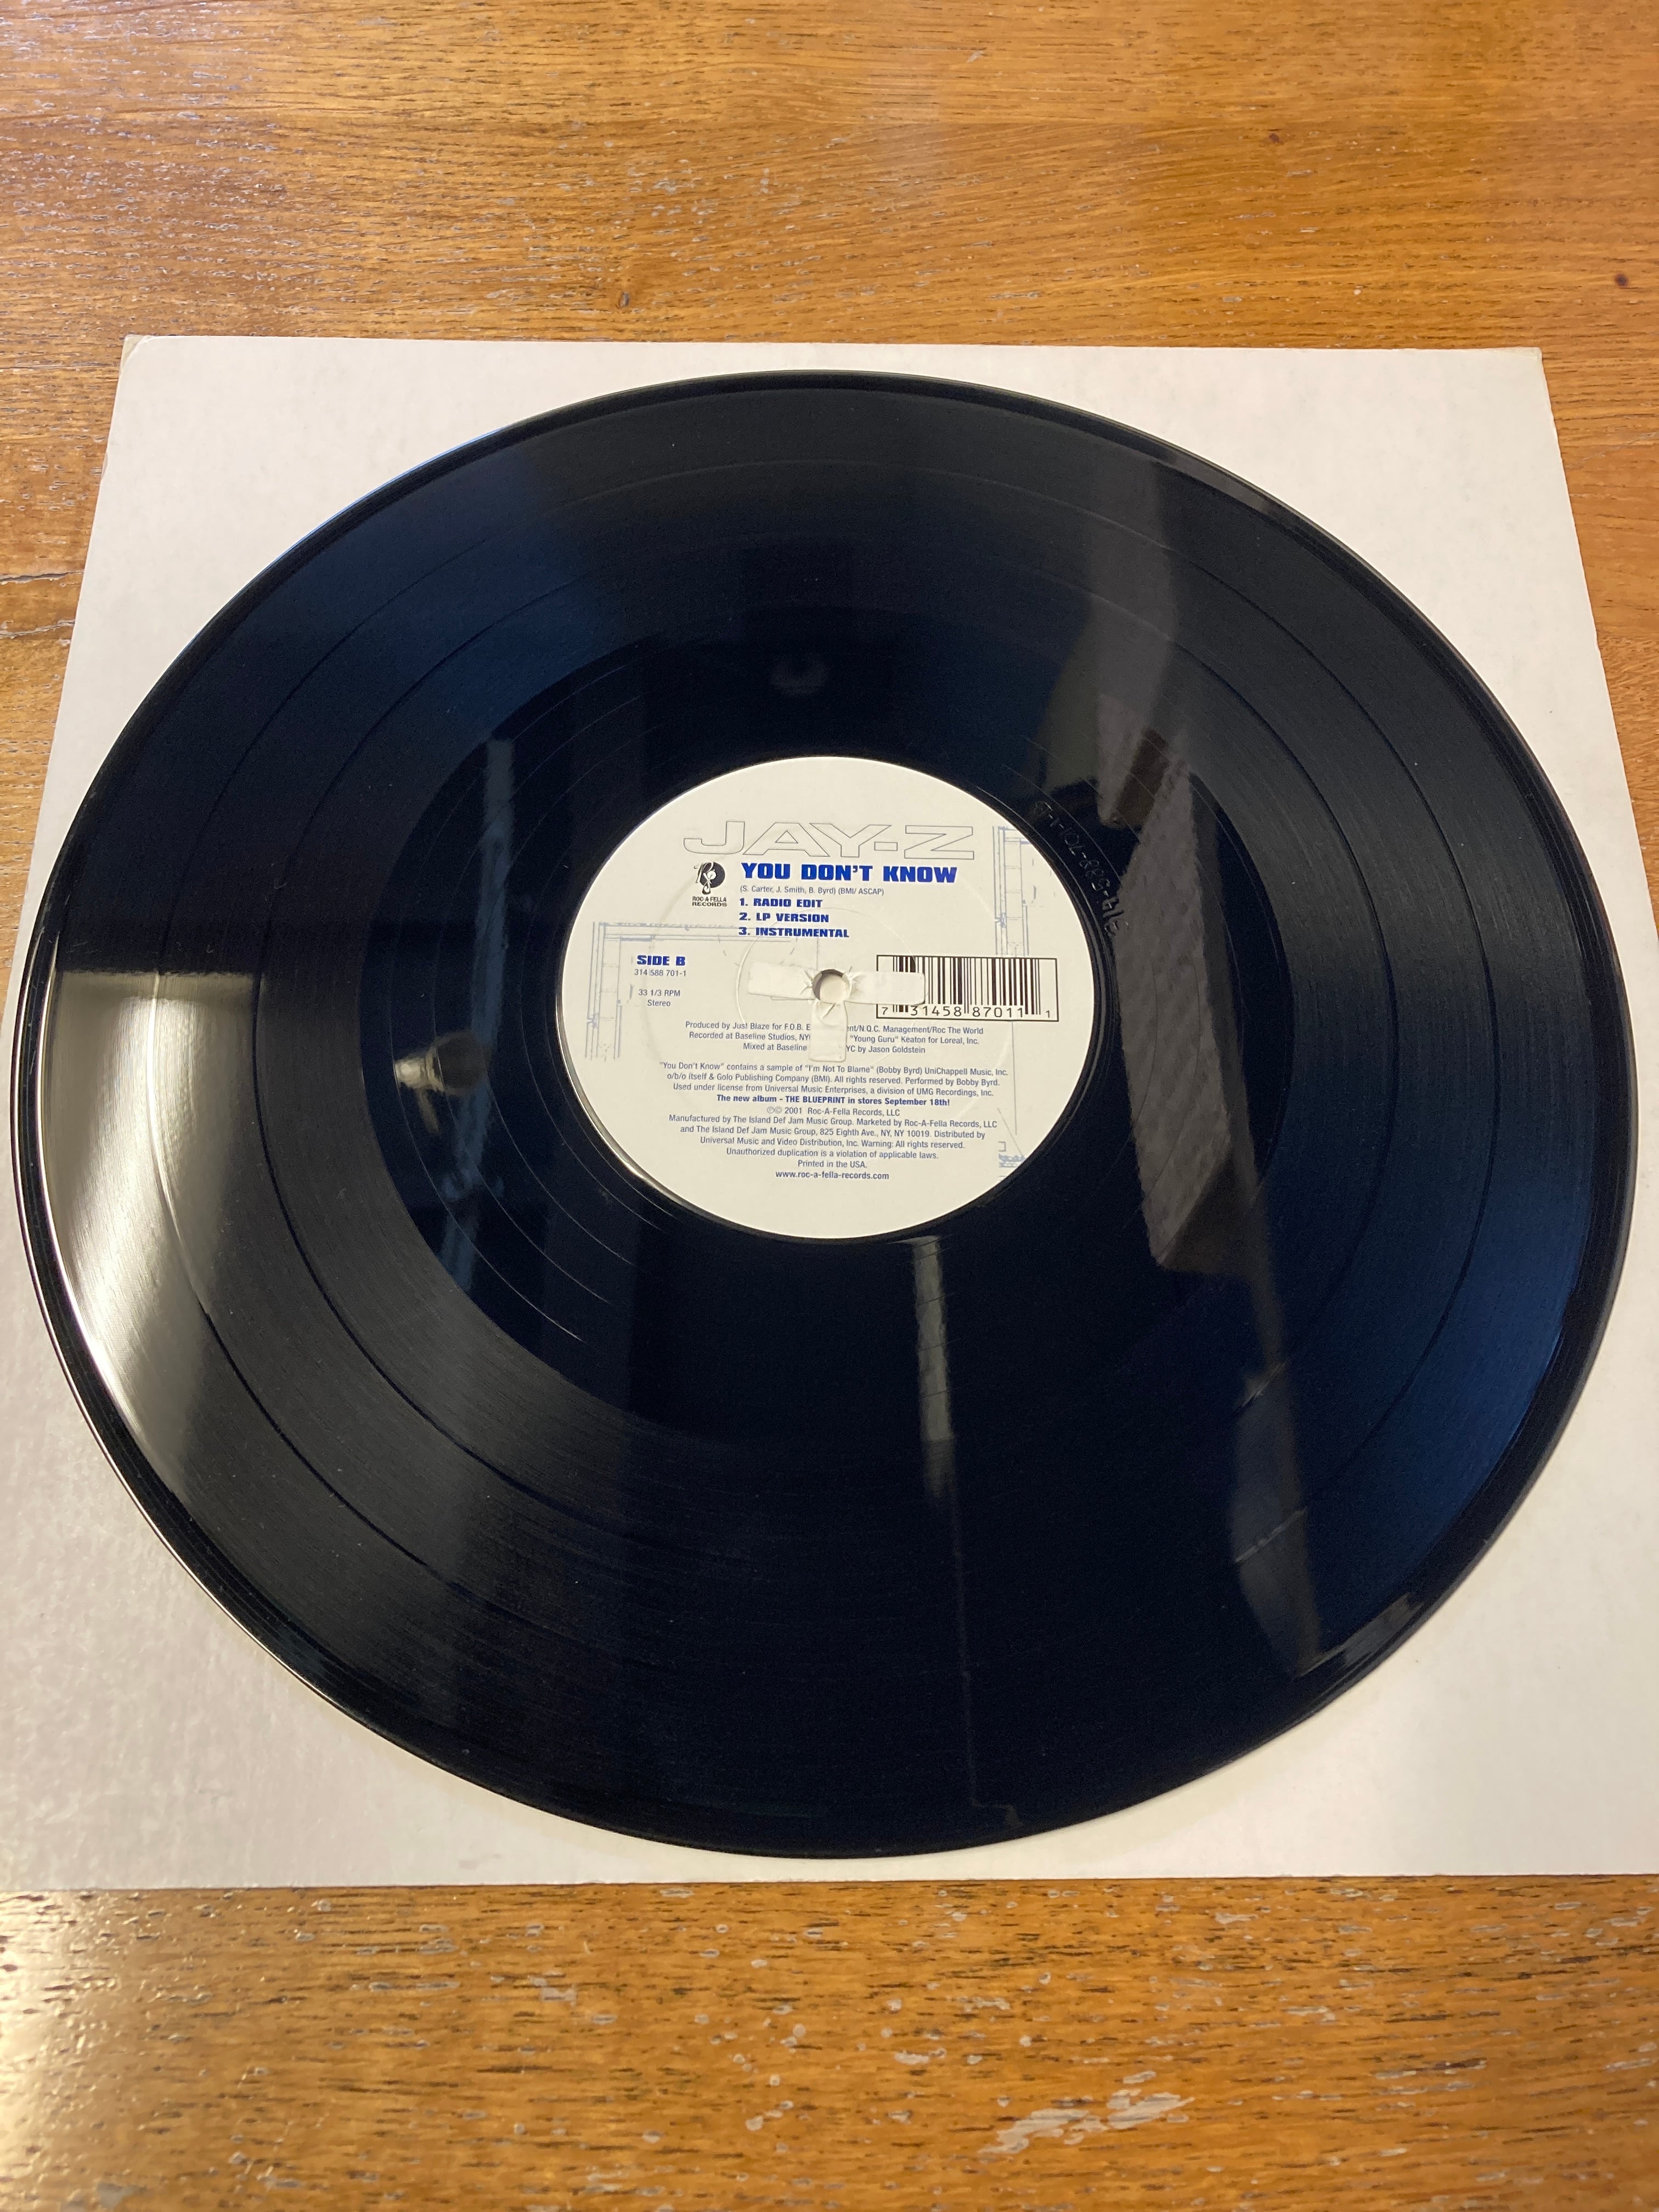 JAY-Z
YOU DON'T KNOW
(S. Carter, J. Smith, B. Byrd) (BMI/ ASCAP)
ROC A FELLA
RECORDS
1. RADIO EDIT
2. LP VERSION
3. INSTRUMENTAL
SIDE B
314 588 701-1
33 1/3 RPM
Stereo
7 31458 87011 1
Produced by Just Blaze for F.O.B. E ent/N.Q.C. Management/Roc The World
Recorded at Baseline Studios, NY "Young Guru" Keaton for Loreal, Inc.
Mixed at Baseline YC by Jason Goldstein
"You Don't Know" contains a sample of "I'm Not To Blame" (Bobby Byrd) UniChappell Music, Inc.
o/b/o itself & Golo Publishing Company (BMI). All rights reserved. Performed by Bobby Byrd.
Used under license from Universal Music Enterprises, a division of UMG Recordings, Inc.
The new album - THE BLUEPRINT in stores September 18th!
℗© 2001 Roc-A-Fella Records, LLC
Manufactured by The Island Def Jam Music Group. Marketed by Roc-A-Fella Records, LLC
and The Island Def Jam Music Group, 825 Eighth Ave., NY, NY 10019. Distributed by
Universal Music and Video Distribution, Inc. Warning: All rights reserved.
Unauthorized duplication is a violation of applicable laws.
Printed in the USA.
www.roc-a-fella-records.com